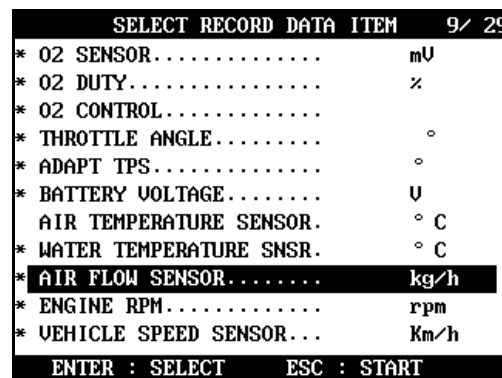 SELECT RECORD DATA ITEM 9/ 29
* O2 SENSOR.............. mV
* O2 DUTY................ %
* O2 CONTROL.............
* THROTTLE ANGLE......... °
* ADAPT TPS.............. °
* BATTERY VOLTAGE........ V
AIR TEMPERATURE SENSOR. ° C
* WATER TEMPERATURE SNSR. ° C
* AIR FLOW SENSOR........ kg/h
* ENGINE RPM............. rpm
* VEHICLE SPEED SENSOR... Km/h
ENTER : SELECT ESC : START